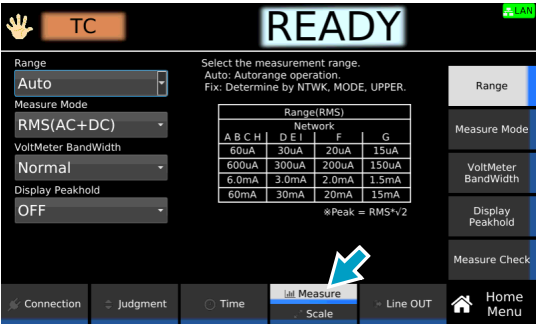 TC
READY
LAN
Range
Auto
Measure Mode
RMS(AC+DC)
VoltMeter BandWidth
Normal
Display Peakhold
OFF
Select the measurement range.
Auto: Autorange operation.
Fix: Determine by NTWK, MODE, UPPER.
Range(RMS)
Network
A B C H D E I F G
60uA 30uA 20uA 15uA
600uA 300uA 200uA 150uA
6.0mA 3.0mA 2.0mA 1.5mA
60mA 30mA 20mA 15mA
※Peak = RMS*√2
Range
Measure Mode
VoltMeter
BandWidth
Display
Peakhold
Measure Check
Connection
Judgment
Time
Measure
Scale
Line OUT
Home
Menu